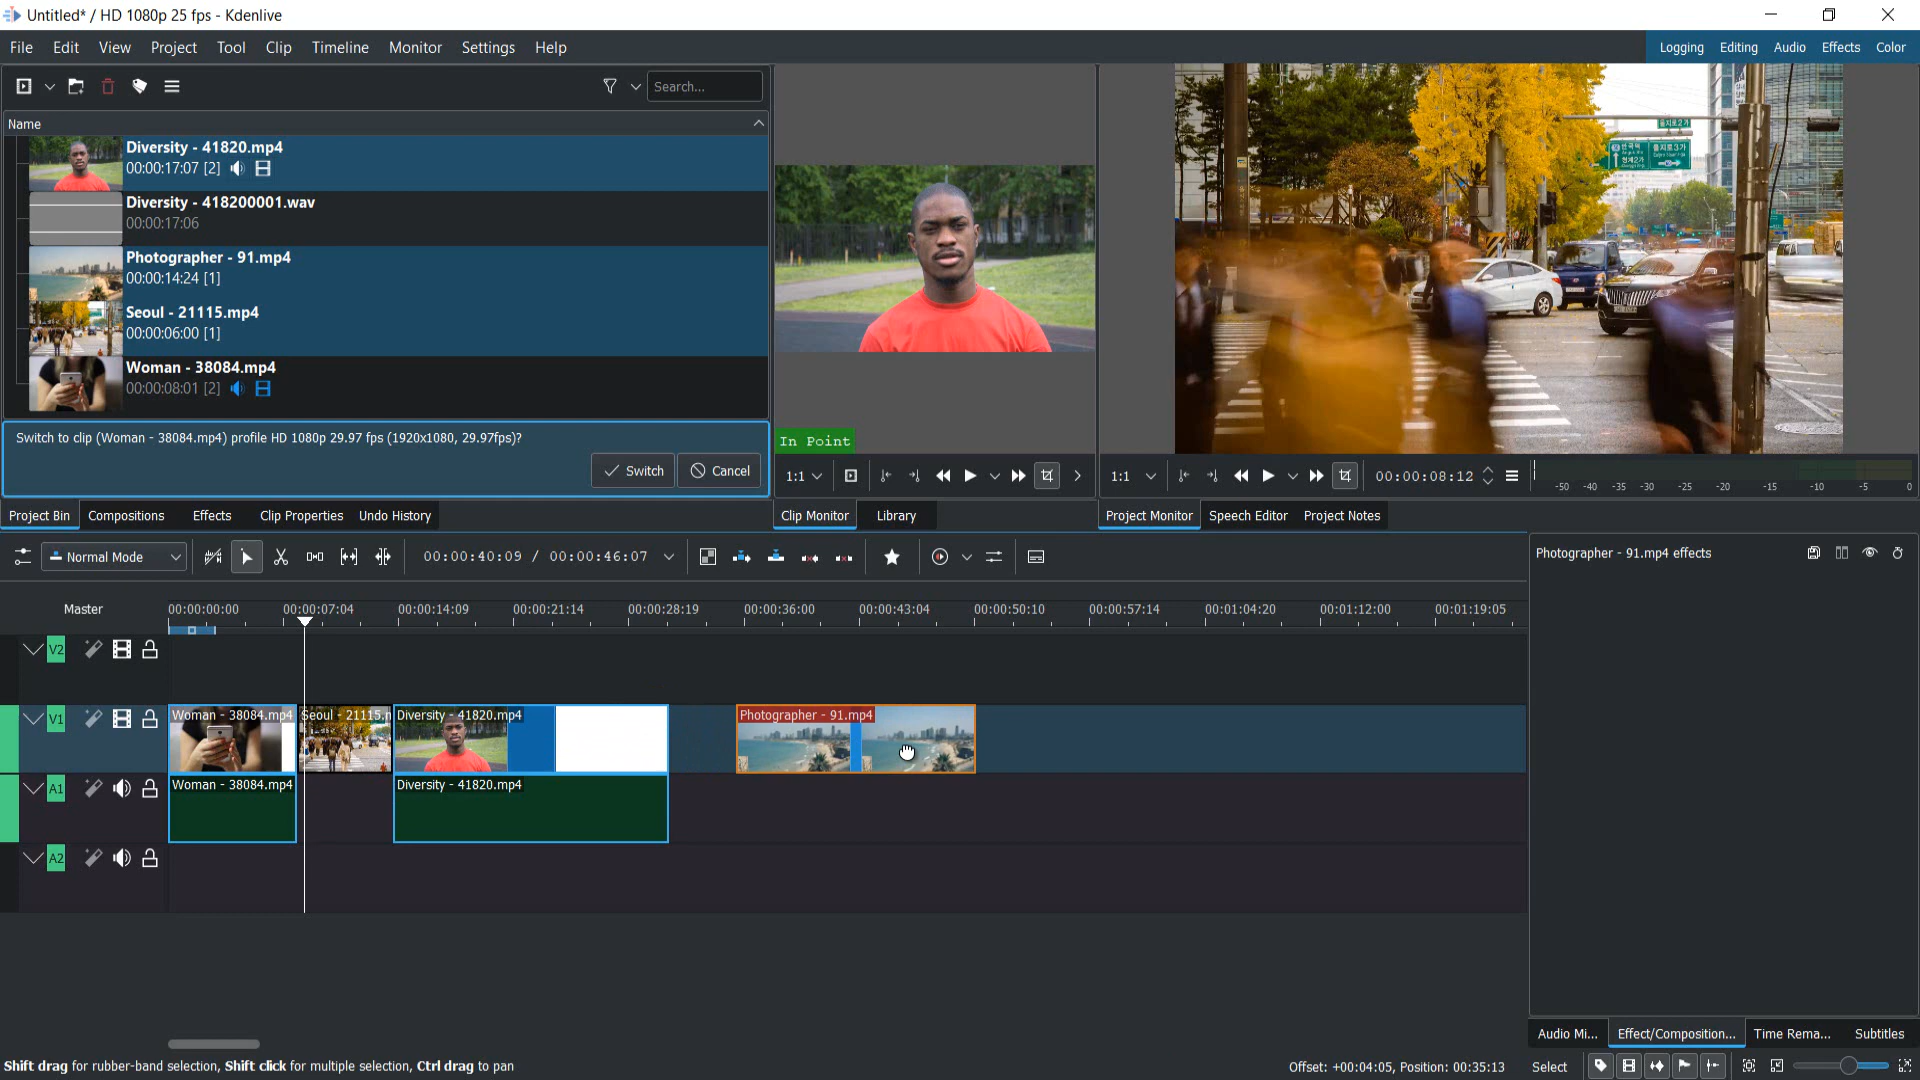 Untitled* / HD 1080p 25 fps - Kdenlive
File Edit View Project Tool Clip Timeline Monitor Settings Help
Logging Editing Audio Effects Color
Search...
Name
Diversity - 41820.mp4
00:00:17:07 [2]
Diversity - 418200001.wav
00:00:17:06
Photographer - 91.mp4
00:00:14:24 [1]
Seoul - 21115.mp4
00:00:06:00 [1]
Woman - 38084.mp4
00:00:08:01 [2]
Switch to clip (Woman - 38084.mp4) profile HD 1080p 29.97 fps (1920x1080, 29.97fps)?
Switch Cancel
In Point
1:1
1:1 00:00:08:12
-50 -40 -35 -30 -25 -20 -15 -10 -5 0
Project Bin Compositions Effects Clip Properties Undo History
Clip Monitor Library
Project Monitor Speech Editor Project Notes
Normal Mode 00:00:40:09 / 00:00:46:07
Photographer - 91.mp4 effects
Master
00:00:00:00 00:00:07:04 00:00:14:09 00:00:21:14 00:00:28:19 00:00:36:00 00:00:43:04 00:00:50:10 00:00:57:14 00:01:04:20 00:01:12:00 00:01:19:05
V2
V1
Woman - 38084.mp4 Seoul - 21115.m Diversity - 41820.mp4 Photographer - 91.mp4
A1
Woman - 38084.mp4 Diversity - 41820.mp4
A2
Audio Mi... Effect/Composition... Time Rema... Subtitles
Shift drag for rubber-band selection, Shift click for multiple selection, Ctrl drag to pan
Offset: +00:04:05, Position: 00:35:13 Select